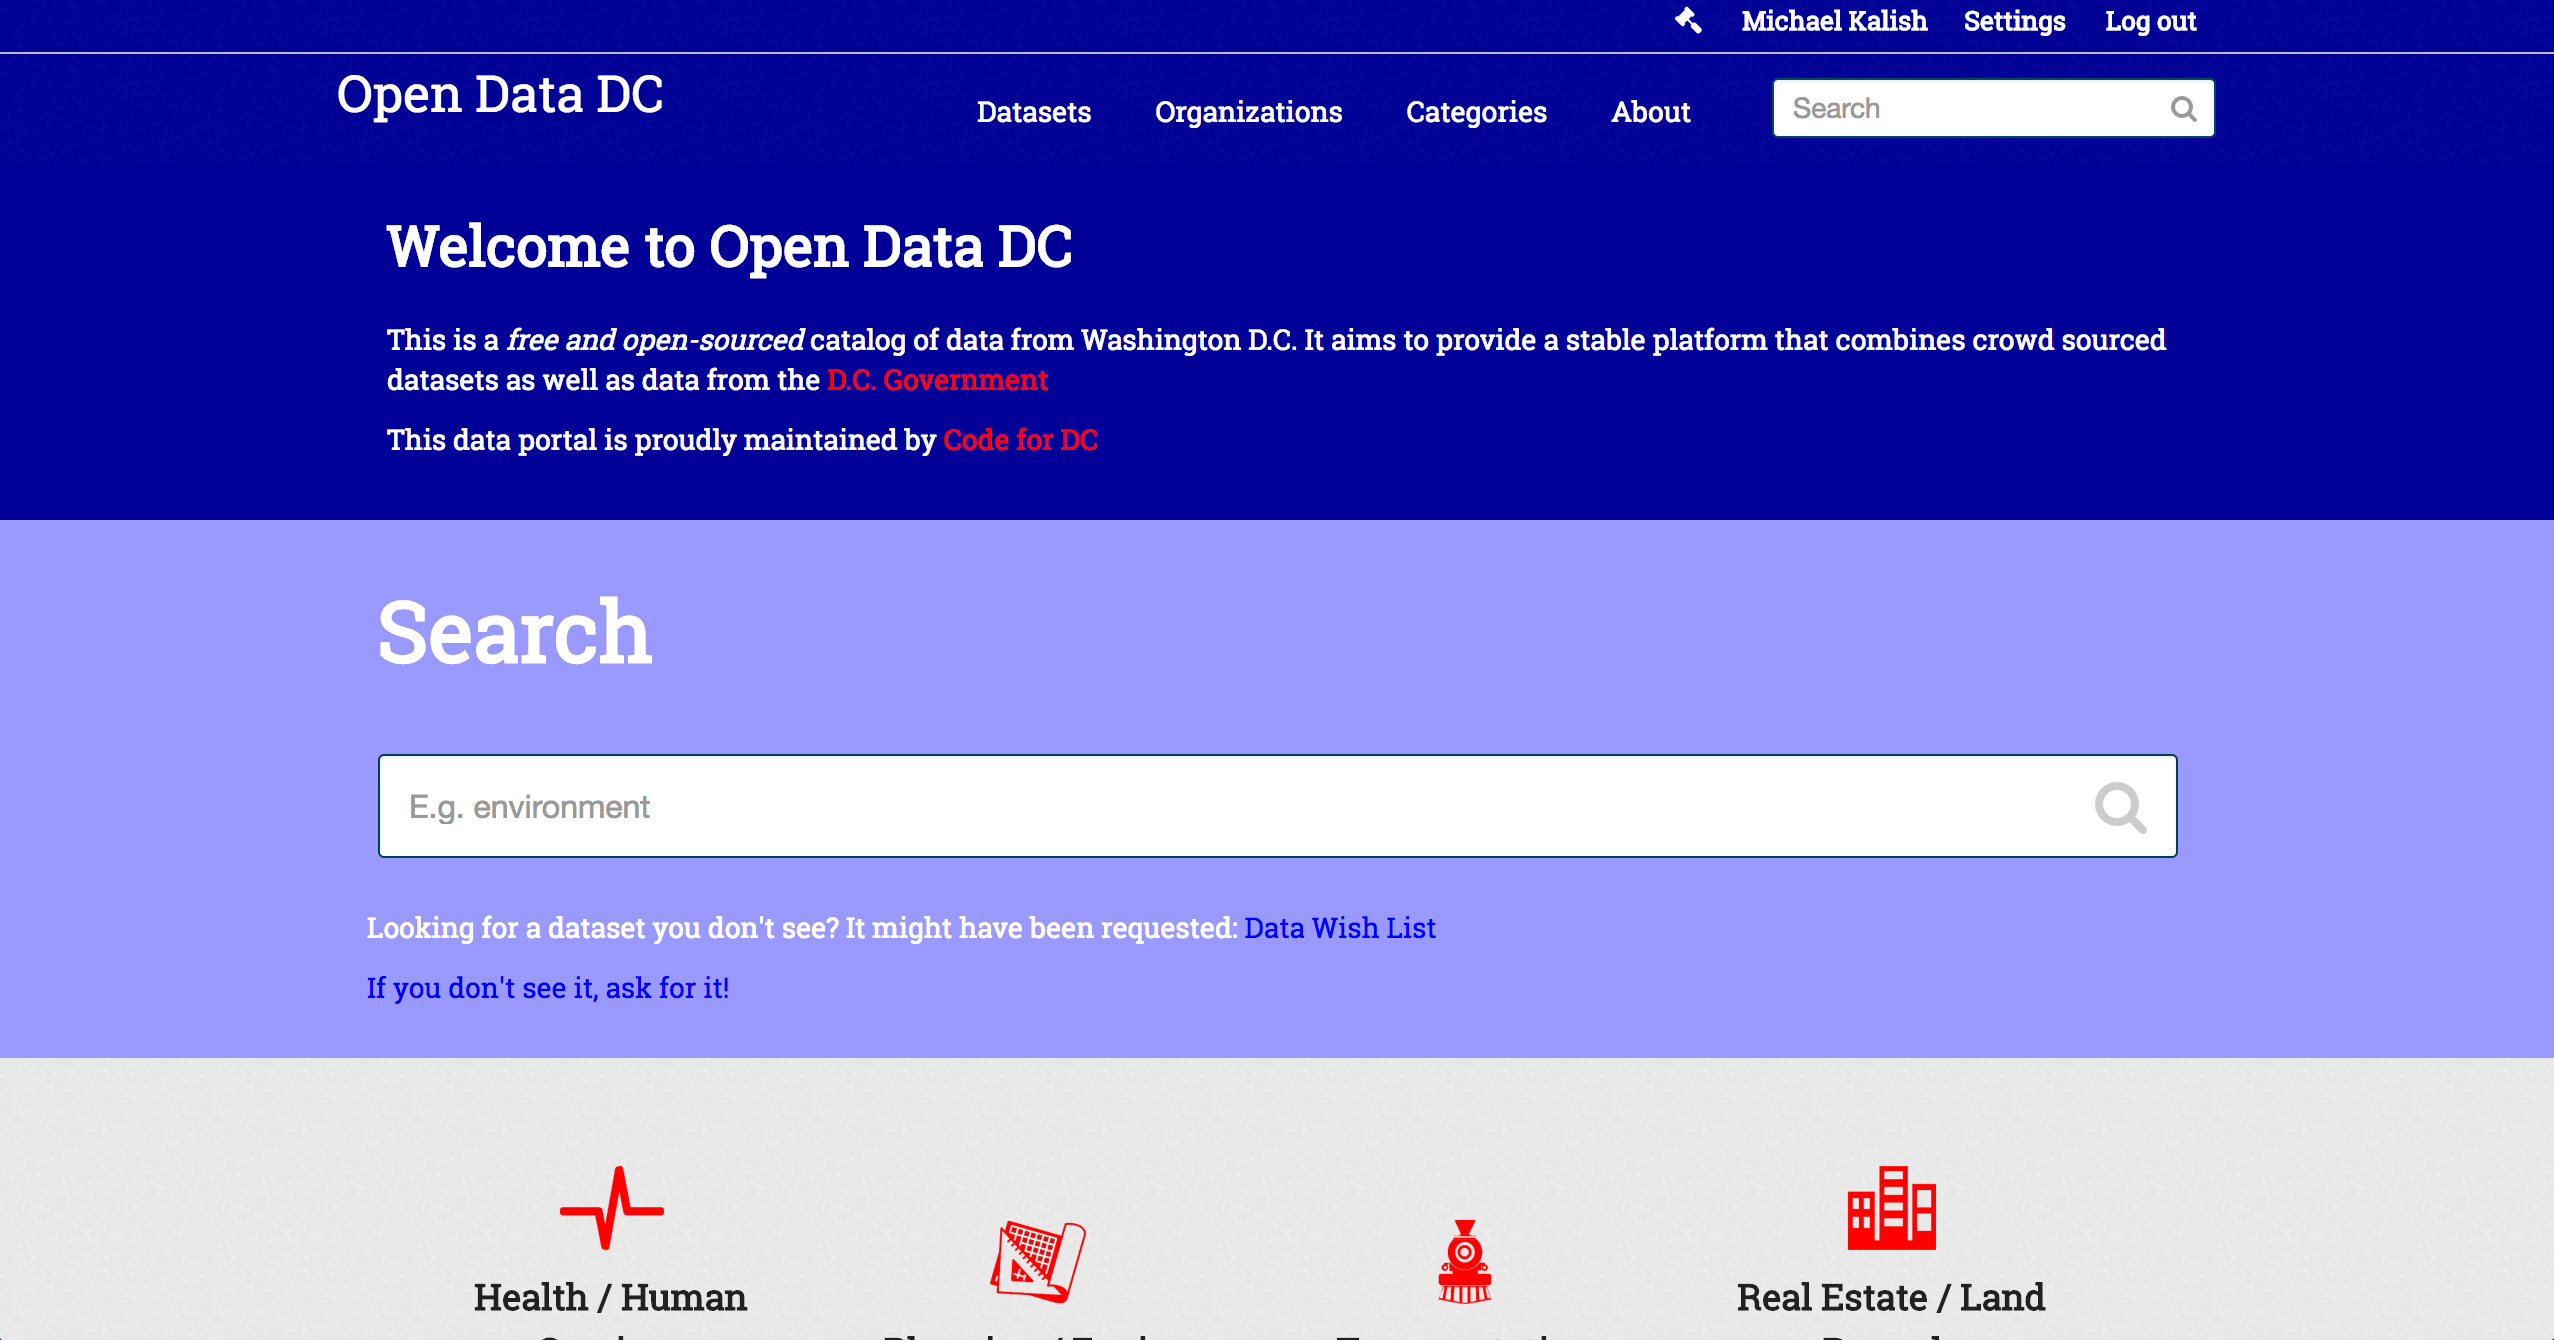 Michael Kalish Settings Log out
Open Data DC
Datasets Organizations Categories About Search
Welcome to Open Data DC
This is a free and open-sourced catalog of data from Washington D.C. It aims to provide a stable platform that combines crowd sourced
datasets as well as data from the D.C. Government
This data portal is proudly maintained by Code for DC
Search
E.g. environment
Looking for a dataset you don't see? It might have been requested: Data Wish List
If you don't see it, ask for it!
Health / Human
Real Estate / Land